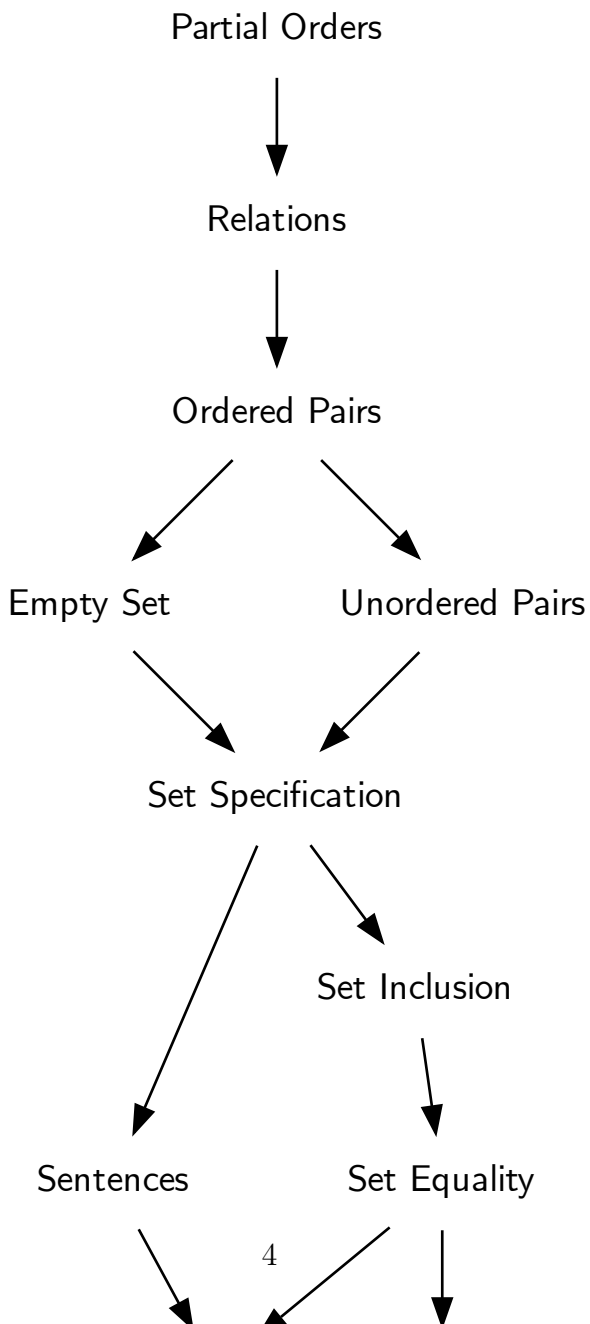 Partial Orders
Relations
Ordered Pairs
Empty Set
Unordered Pairs
Set Specification
Set Inclusion
Sentences
Set Equality
4